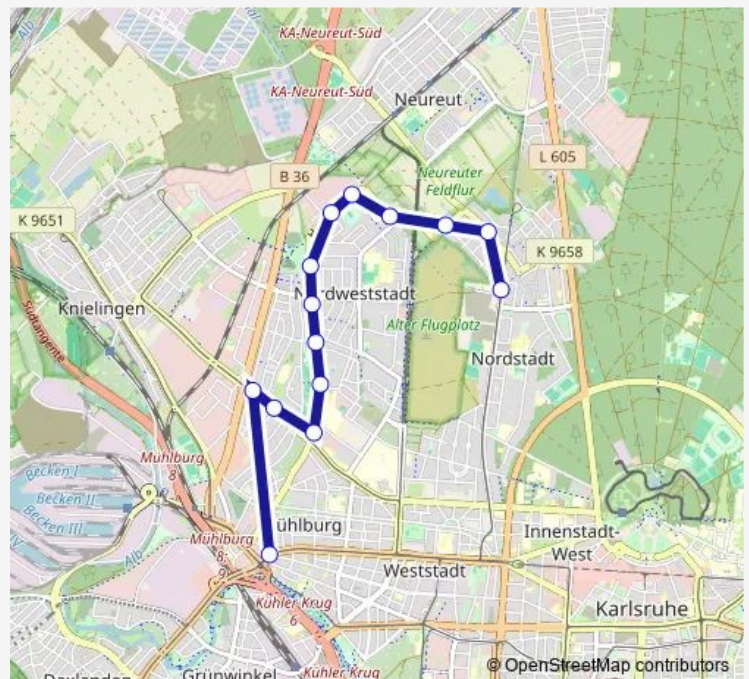 KA-Neureut-Süd
KA-Neureut-Süd
Neureut
L 605
B 36
Neureuter
Feldflur
K 9651
K 9658
Südtangente
Knielingen
Nordweststadt
Alter Flugplatz
Nordstadt
Mühlburg
8
Becken I
Becken II
Becken III
Alb
Alb
ühlburg
Mühlburg
8;
9
Innenstadt-
West
Weststadt
Kühler Krug
6
Karlsruhe
Daxlanden
Grünwinkel
Kühler Krug
© OpenStreetMap contributors